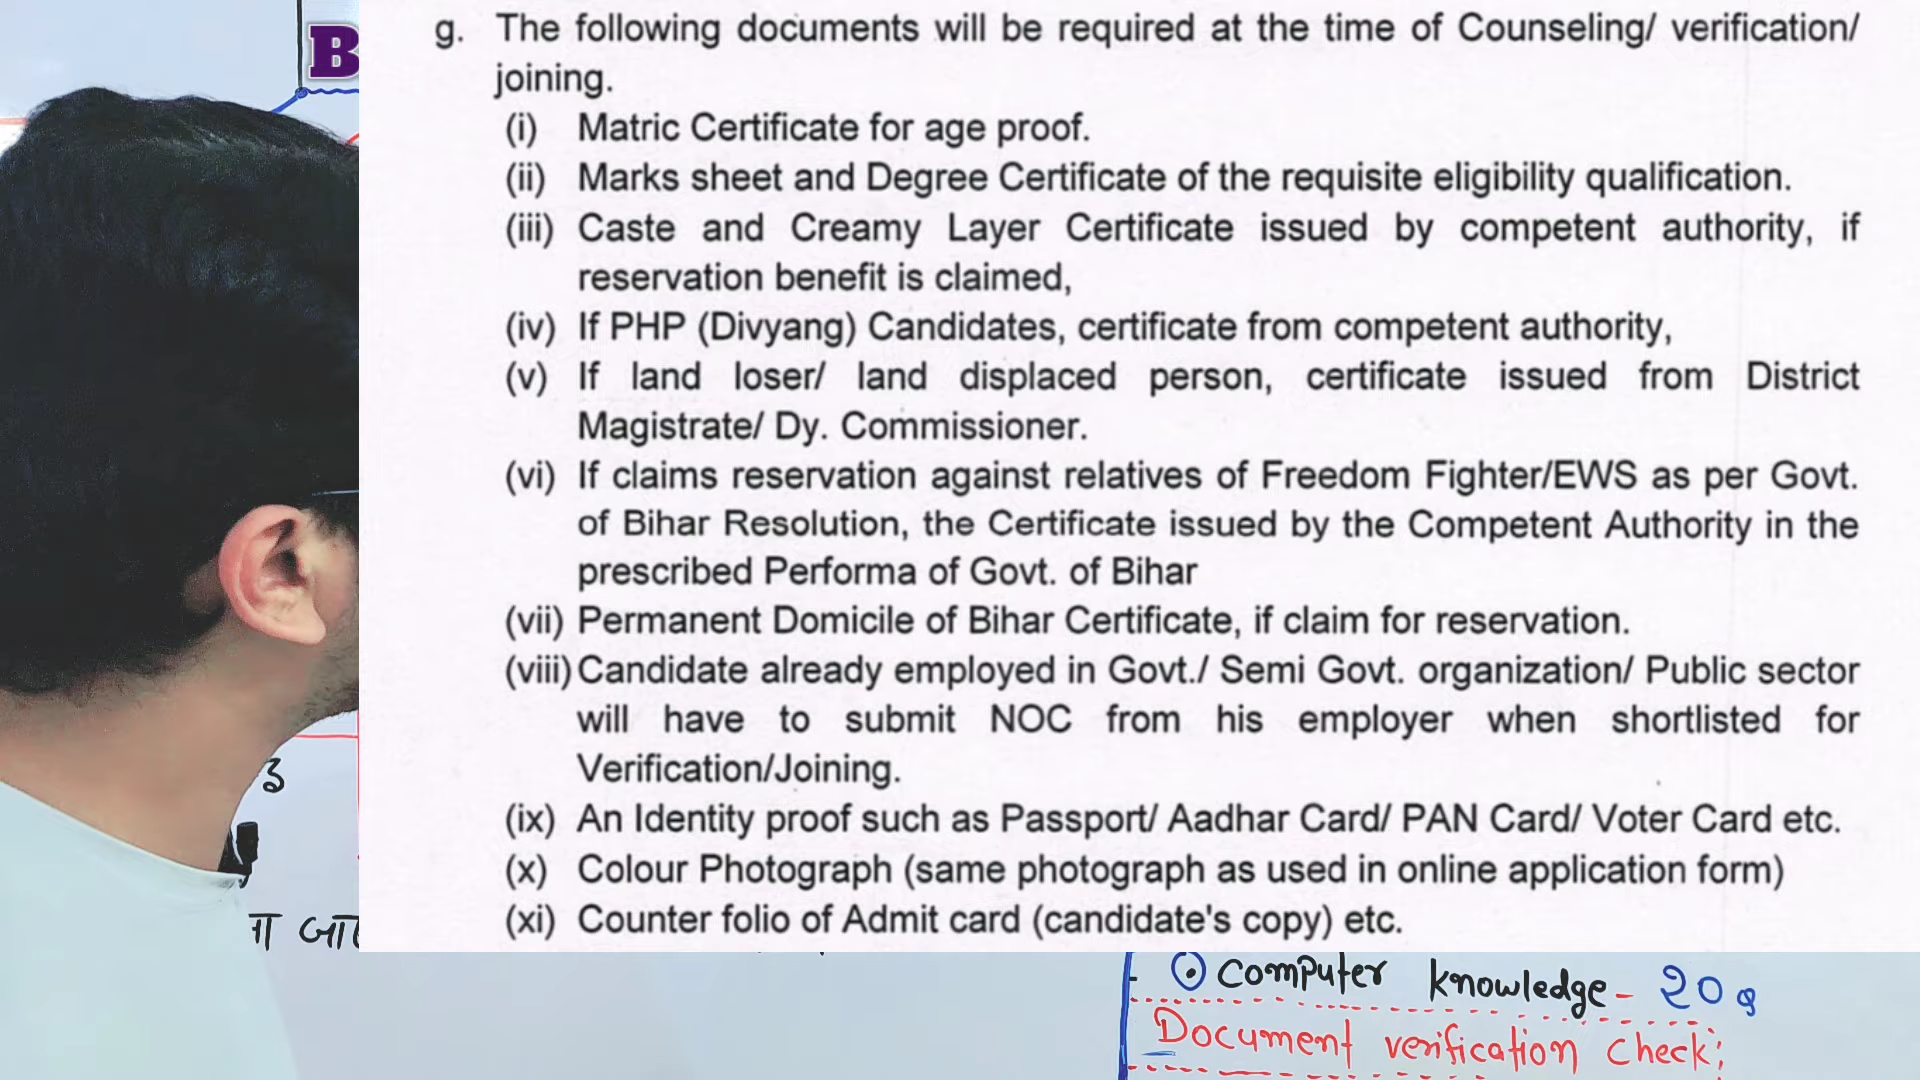 B
g. The following documents will be required at the time of Counseling/ verification/
joining.
(i) Matric Certificate for age proof.
(ii) Marks sheet and Degree Certificate of the requisite eligibility qualification.
(iii) Caste and Creamy Layer Certificate issued by competent authority, if
reservation benefit is claimed,
(iv) If PHP (Divyang) Candidates, certificate from competent authority,
(v) If land loser/ land displaced person, certificate issued from District
Magistrate/ Dy. Commissioner.
(vi) If claims reservation against relatives of Freedom Fighter/EWS as per Govt.
of Bihar Resolution, the Certificate issued by the Competent Authority in the
prescribed Performa of Govt. of Bihar
(vii) Permanent Domicile of Bihar Certificate, if claim for reservation.
(viii) Candidate already employed in Govt./ Semi Govt. organization/ Public sector
will have to submit NOC from his employer when shortlisted for
Verification/Joining.
(ix) An Identity proof such as Passport/ Aadhar Card/ PAN Card/ Voter Card etc.
(x) Colour Photograph (same photograph as used in online application form)
(xi) Counter folio of Admit card (candidate's copy) etc.
Computer knowledge - 20 Q
Document verification Check: